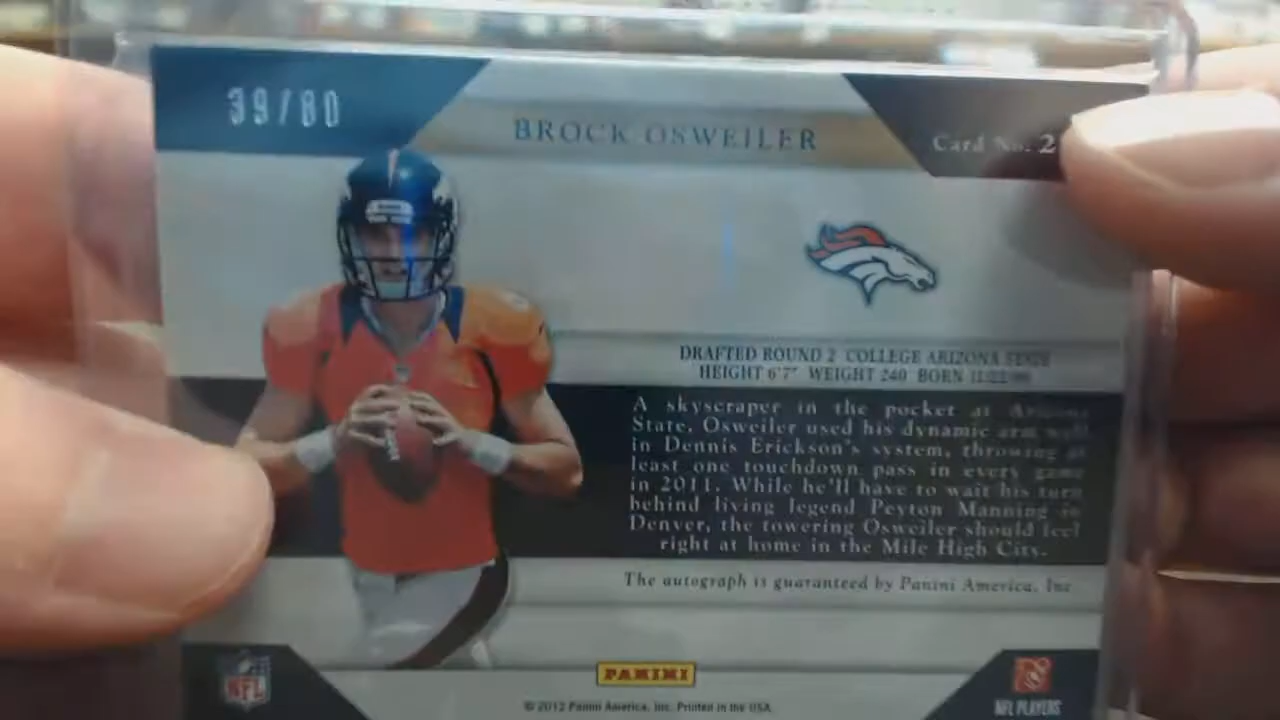 39/80
BROCK OSWEILER
Card No. 2
DRAFTED ROUND 2 COLLEGE ARIZONA STATE
HEIGHT 6'7" WEIGHT 240 BORN
A skyscraper in the pocket at Arizona
State, Osweiler used his dynamic arm well
in Dennis Erickson's system, throwing at
least one touchdown pass in every game
in 2011. While he'll have to wait his turn
behind living legend Peyton Manning in
Denver, the towering Osweiler should feel
right at home in the Mile High City.
The autograph is guaranteed by Panini America, Inc
NFL
PANINI
NFL PLAYERS
© 2012 Panini America, Inc. Printed in the USA